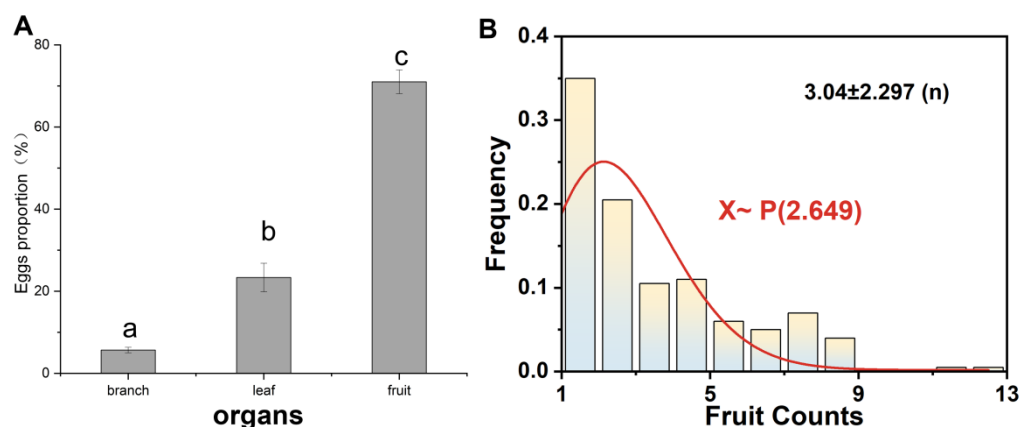 A
80
60
40
20
0
Eggs proportion（%）
a
b
c
branch leaf fruit
organs
B
0.4
0.3
0.2
0.1
0.0
Frequency
3.04±2.297 (n)
X~ P(2.649)
1 5 9 13
Fruit Counts